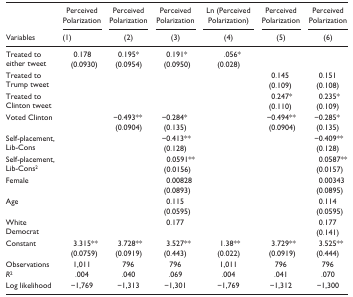 Perceived Polarization Perceived Polarization Perceived Polarization Ln (Perceived Polarization) Perceived Polarization Perceived Polarization
Variables (1) (2) (3) (4) (5) (6)
Treated to either tweet 0.178 0.195* 0.191* .056*
(0.0930) (0.0954) (0.0950) (0.028)
Treated to Trump tweet 0.145 0.151
(0.109) (0.108)
Treated to Clinton tweet 0.247* 0.235*
(0.110) (0.109)
Voted Clinton −0.493** −0.284* −0.494** −0.285*
(0.0904) (0.135) (0.0904) (0.135)
Self-placement, Lib-Cons −0.413** −0.409**
(0.128) (0.128)
Self-placement, Lib-Cons² 0.0591** 0.0587**
(0.0156) (0.0157)
Female 0.00828 0.00343
(0.0893) (0.0895)
Age 0.115 0.114
(0.0595) (0.0595)
White 0.177 0.177
Democrat (0.141)
Constant 3.315** 3.728** 3.527** 1.38** 3.729** 3.525**
(0.0759) (0.0919) (0.443) (0.022) (0.0919) (0.444)
Observations 1,011 796 796 1,011 796 796
R² .004 .040 .069 .004 .041 .070
Log likelihood −1,769 −1,313 −1,301 −1,769 −1,312 −1,300